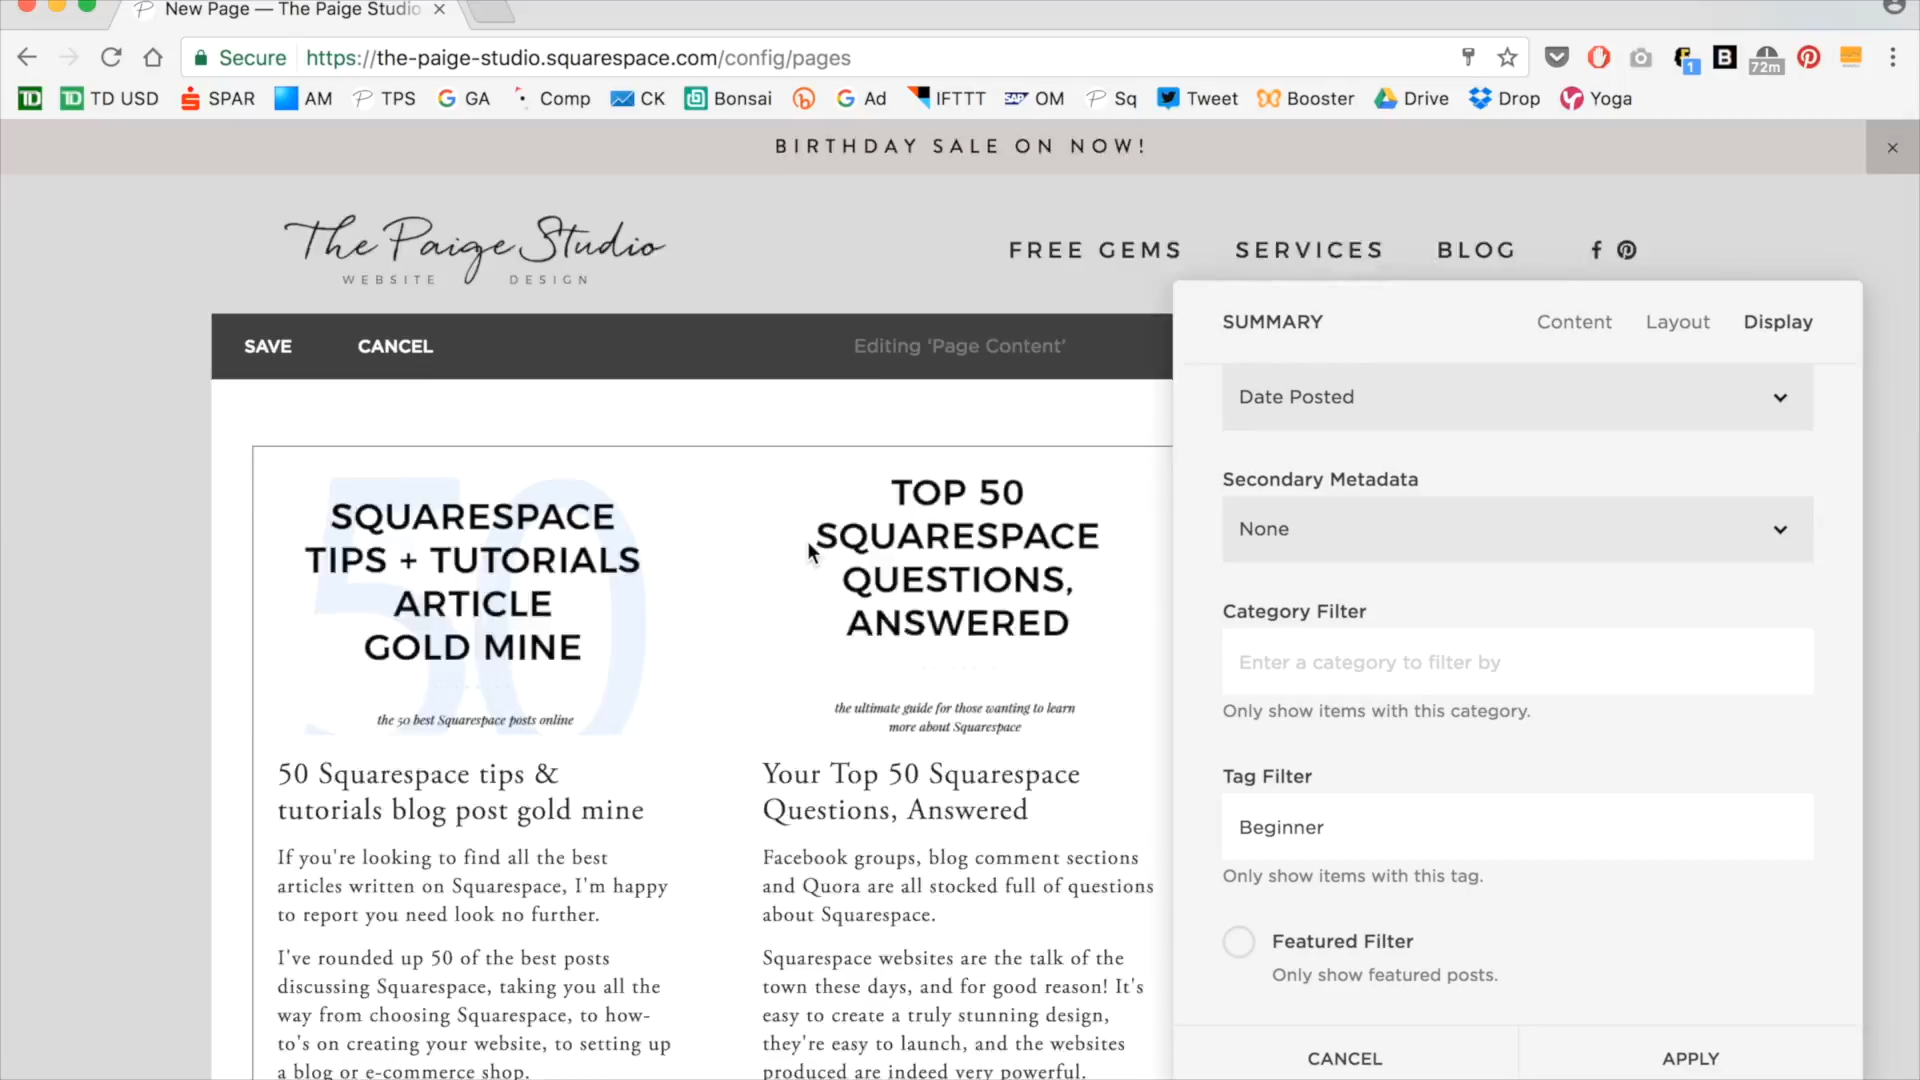 New Page — The Paige Studio
Secure https://the-paige-studio.squarespace.com/config/pages
1
B
72m
TD TD TD USD SPAR AM TPS GA Comp CK Bonsai Ad IFTTT SAP OM Sq Tweet Booster Drive Drop Yoga
BIRTHDAY SALE ON NOW!
The Paige Studio
WEBSITE DESIGN
FREE GEMS SERVICES BLOG
SAVE CANCEL Editing ‘Page Content’
50
SQUARESPACE
TIPS + TUTORIALS
ARTICLE
GOLD MINE
the 50 best Squarespace posts online
50 Squarespace tips &
tutorials blog post gold mine
If you're looking to find all the best
articles written on Squarespace, I'm happy
to report you need look no further.
I've rounded up 50 of the best posts
discussing Squarespace, taking you all the
way from choosing Squarespace, to how-
to's on creating your website, to setting up
a blog or e-commerce shop.
TOP 50
SQUARESPACE
QUESTIONS,
ANSWERED
the ultimate guide for those wanting to learn
more about Squarespace
Your Top 50 Squarespace
Questions, Answered
Facebook groups, blog comment sections
and Quora are all stocked full of questions
about Squarespace.
Squarespace websites are the talk of the
town these days, and for good reason! It's
easy to create a truly stunning design,
they're easy to launch, and the websites
produced are indeed very powerful.
SUMMARY Content Layout Display
Date Posted
Secondary Metadata
None
Category Filter
Enter a category to filter by
Only show items with this category.
Tag Filter
Beginner
Only show items with this tag.
Featured Filter
Only show featured posts.
CANCEL APPLY